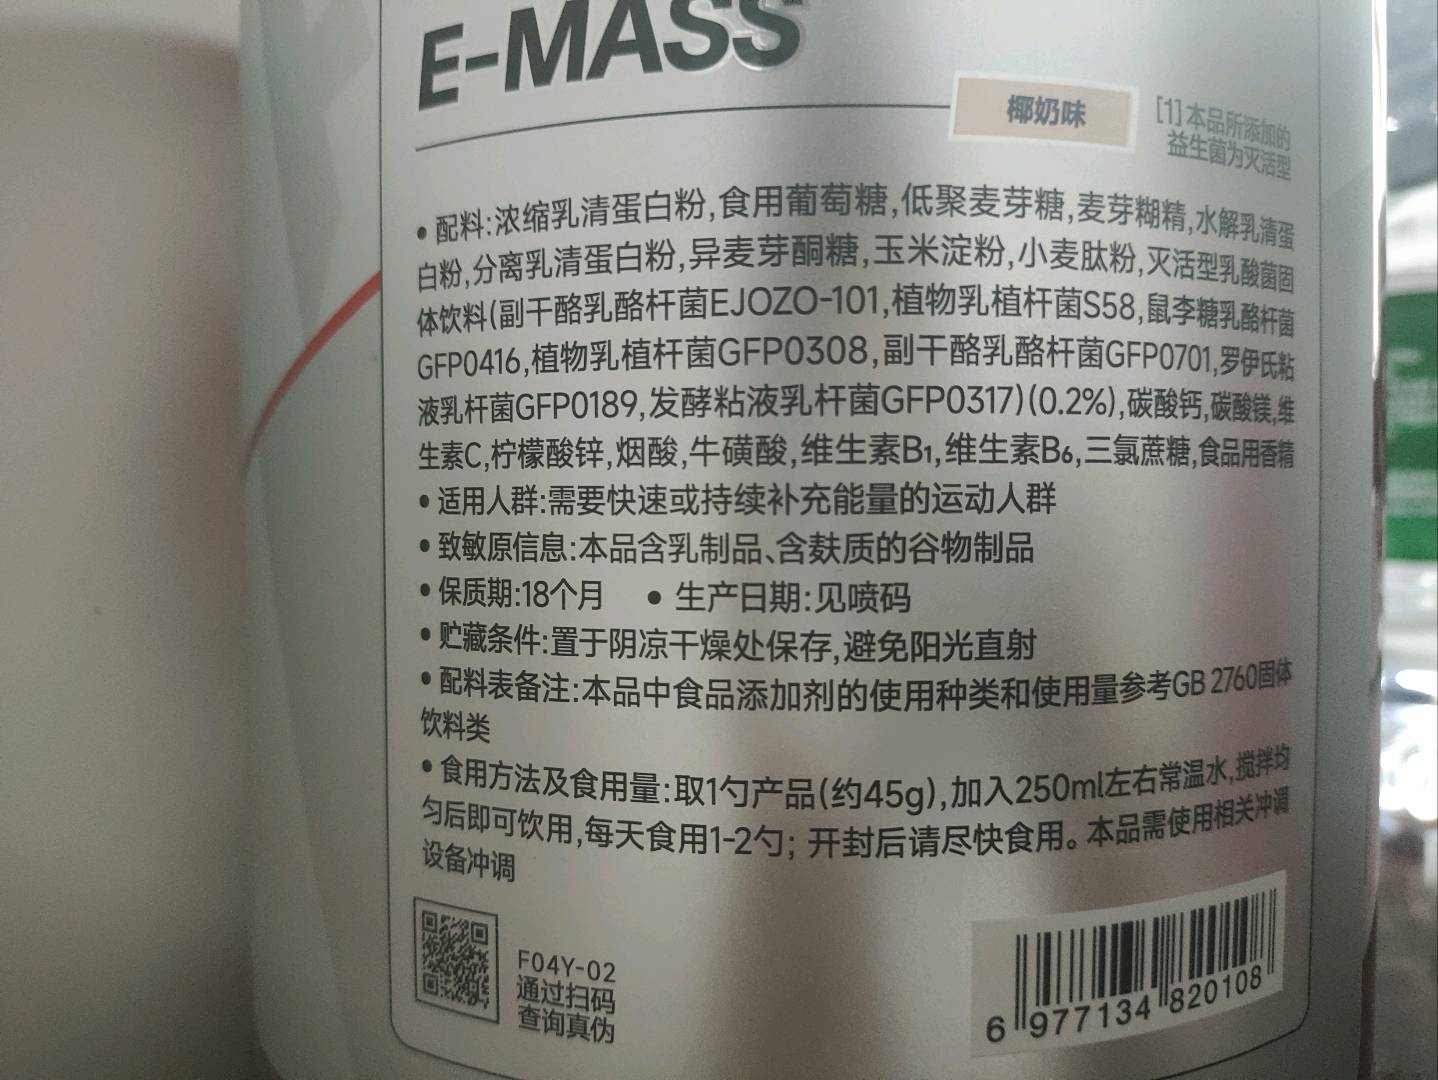 E-MASS
椰奶味
[1]本品所添加的
益生菌为灭活型
• 配料:浓缩乳清蛋白粉,食用葡萄糖,低聚麦芽糖,麦芽糊精,水解乳清蛋
白粉,分离乳清蛋白粉,异麦芽酮糖,玉米淀粉,小麦肽粉,灭活型乳酸菌固
体饮料(副干酪乳酪杆菌EJOZO-101,植物乳植杆菌S58,鼠李糖乳酪杆菌
GFP0416,植物乳植杆菌GFP0308,副干酪乳酪杆菌GFP0701,罗伊氏粘
液乳杆菌GFP0189,发酵粘液乳杆菌GFP0317)(0.2%),碳酸钙,碳酸镁,维
生素C,柠檬酸锌,烟酸,牛磺酸,维生素B₁,维生素B₆,三氯蔗糖,食品用香精
• 适用人群:需要快速或持续补充能量的运动人群
• 致敏原信息:本品含乳制品、含麸质的谷物制品
• 保质期:18个月 • 生产日期:见喷码
• 贮藏条件:置于阴凉干燥处保存,避免阳光直射
• 配料表备注:本品中食品添加剂的使用种类和使用量参考GB 2760固体
饮料类
• 食用方法及食用量:取1勺产品(约45g),加入250ml左右常温水,搅拌均
匀后即可饮用,每天食用1-2勺; 开封后请尽快食用。本品需使用相关冲调
设备冲调
F04Y-02
通过扫码
查询真伪
6 977134 820108